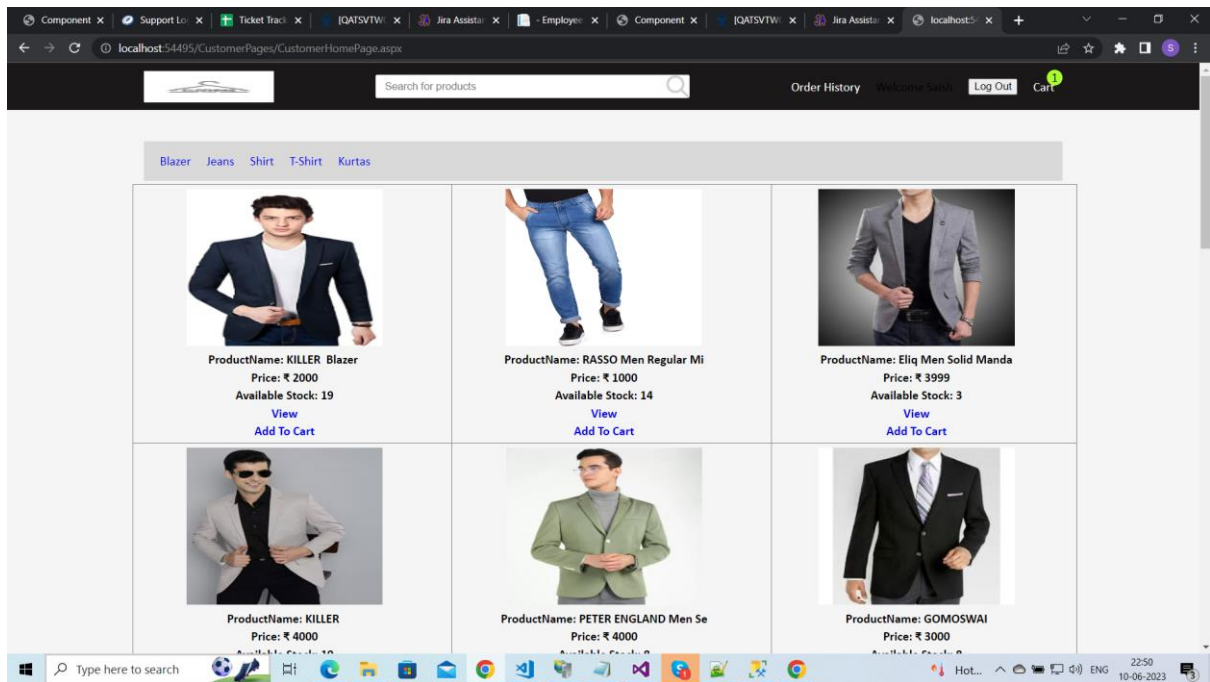 Component
Support Lo
Ticket Track
[QATSVTW
Jira Assistan
- Employee
Component
[QATSVTW
Jira Assistan
localhost:5
localhost:54495/CustomerPages/CustomerHomePage.aspx
Search for products
Order History
Welcome Satish
Log Out
Cart
1
Blazer Jeans Shirt T-Shirt Kurtas
ProductName: KILLER Blazer
Price: ₹ 2000
Available Stock: 19
View
Add To Cart
ProductName: RASSO Men Regular Mi
Price: ₹ 1000
Available Stock: 14
View
Add To Cart
ProductName: Eliq Men Solid Manda
Price: ₹ 3999
Available Stock: 3
View
Add To Cart
ProductName: KILLER
Price: ₹ 4000
ProductName: PETER ENGLAND Men Se
Price: ₹ 4000
ProductName: GOMOSWAI
Price: ₹ 3000
Type here to search
Hot...
ENG
22:50
10-06-2023
3